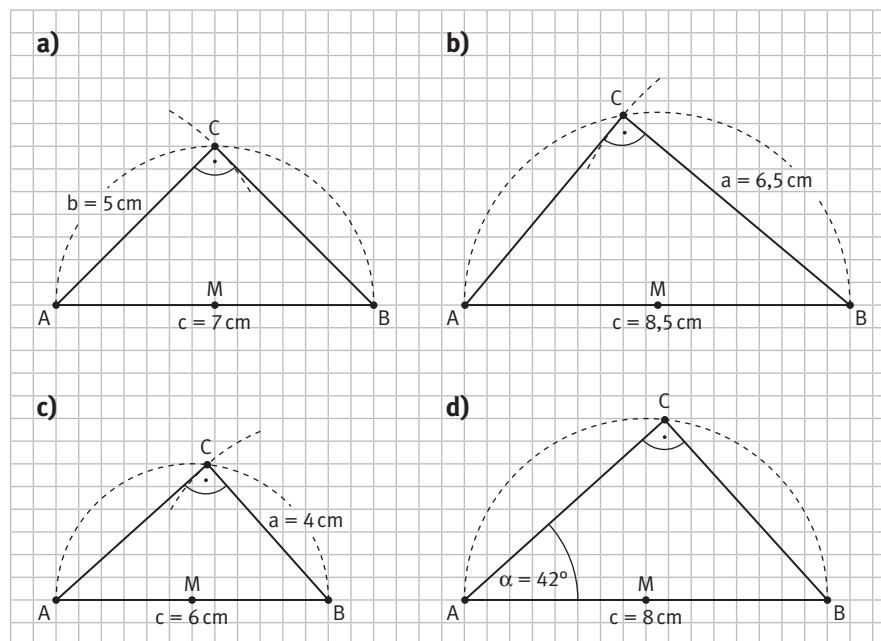 a)
C
b = 5 cm
M
A
B
c = 7 cm
b)
C
a = 6,5 cm
M
A
B
c = 8,5 cm
c)
C
a = 4 cm
M
A
B
c = 6 cm
d)
C
α = 42°
M
A
B
c = 8 cm